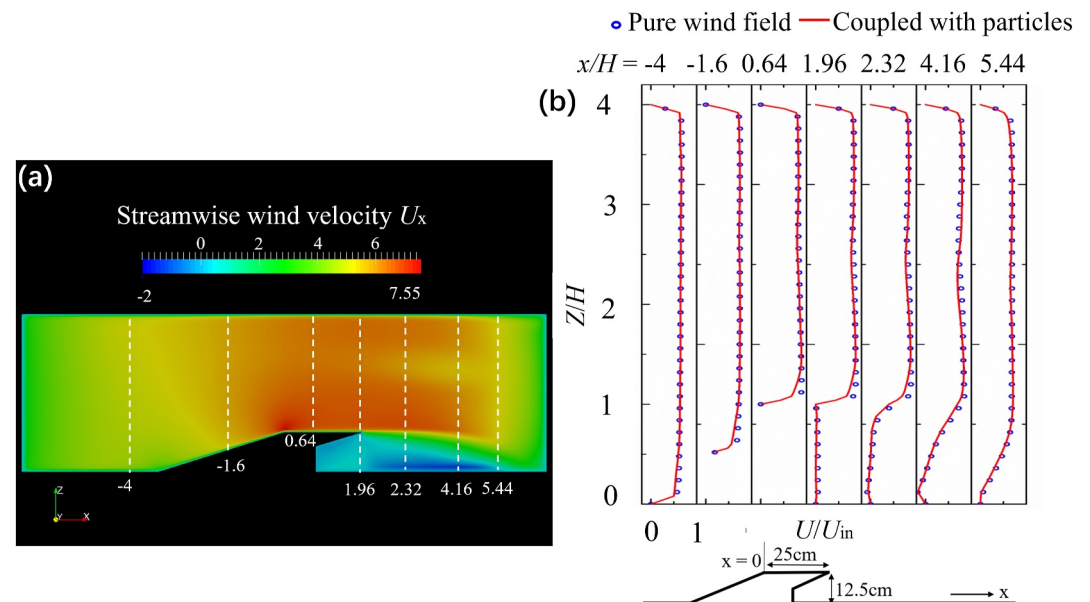 Pure wind field Coupled with particles
x/H = -4 -1.6 0.64 1.96 2.32 4.16 5.44
(a)
Streamwise wind velocity Ux
0 2 4 6
-2 7.55
0.64
-1.6
-4 1.96 2.32 4.16 5.44
Z
Y X
(b)
4
3
2
1
0
Z/H
0 1 U/Uin
x = 0 25cm
12.5cm
x